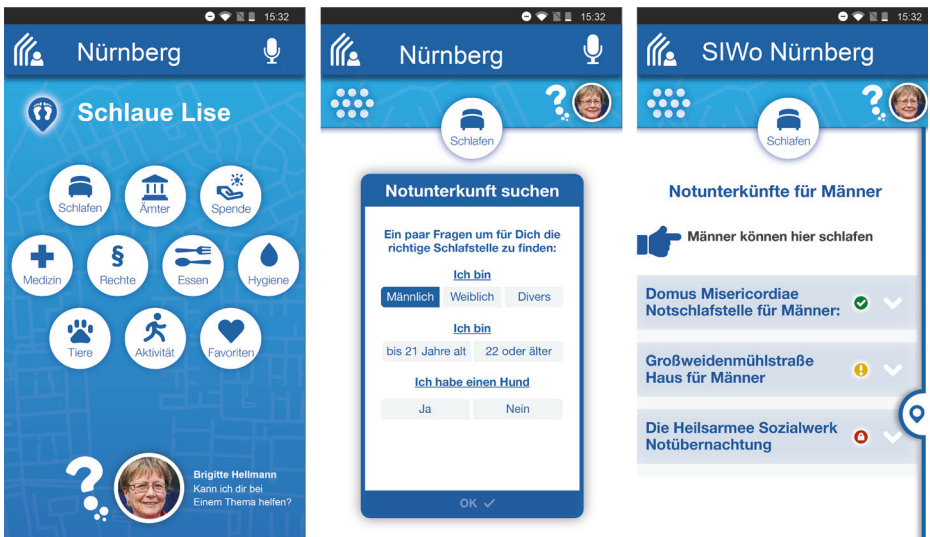 15:32
Nürnberg
Schlaue Lise
Schlafen
Ämter
Spende
Medizin
§
Rechte
Essen
Hygiene
Tiere
Aktivität
Favoriten
?
Brigitte Hellmann
Kann ich dir bei
Einem Thema helfen?
15:32
Nürnberg
?
Schlafen
Notunterkunft suchen
Ein paar Fragen um für Dich die
richtige Schlafstelle zu finden:
Ich bin
Männlich Weiblich Divers
Ich bin
bis 21 Jahre alt 22 oder älter
Ich habe einen Hund
Ja Nein
OK ✓
15:32
SIWo Nürnberg
?
Schlafen
Notunterkünfte für Männer
Männer können hier schlafen
Domus Misericordiae
Notschlafstelle für Männer:
Großweidenmühlstraße
Haus für Männer
Die Heilsarmee Sozialwerk
Notübernachtung